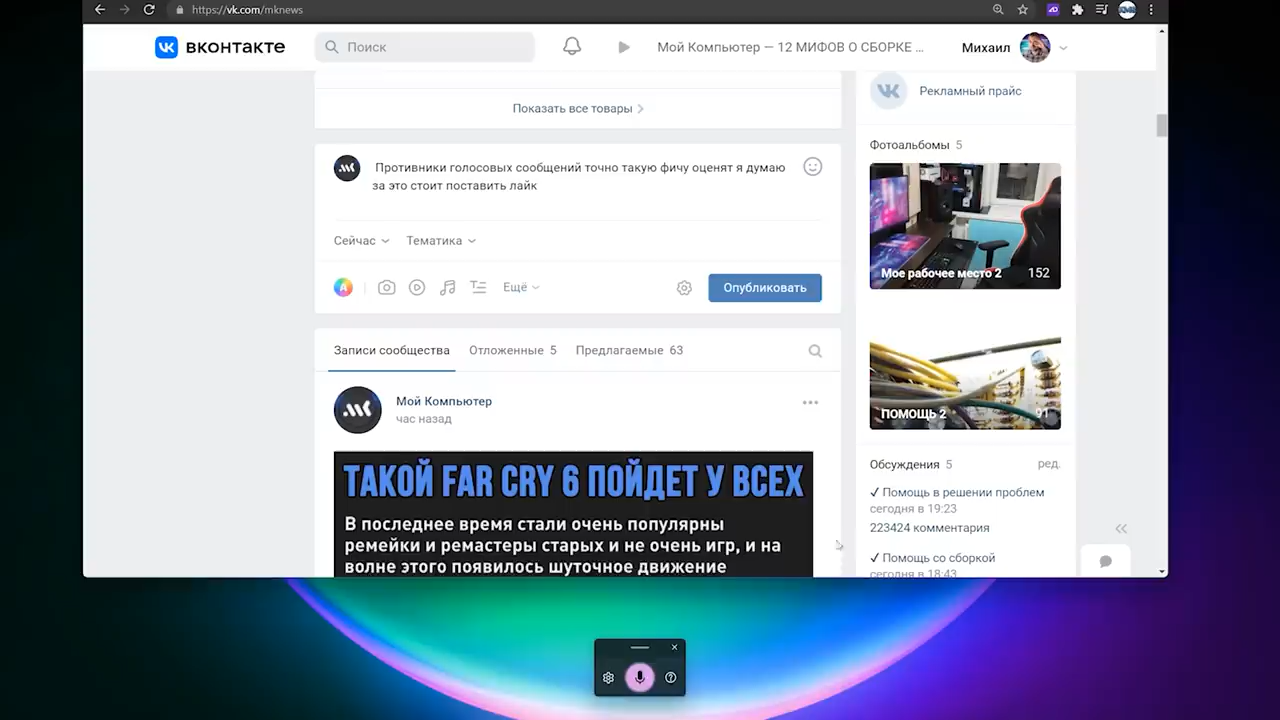 https://vk.com/mknews
вконтакте
Поиск
Мой Компьютер — 12 МИФОВ О СБОРКЕ ...
Михаил
Показать все товары
Рекламный прайс
Противники голосовых сообщений точно такую фичу оценят я думаю
за это стоит поставить лайк
Сейчас
Тематика
Ещё
Опубликовать
Фотоальбомы 5
Мое рабочее место 2 152
ПОМОЩЬ 2 91
Записи сообщества
Отложенные 5
Предлагаемые 63
Мой Компьютер
час назад
ТАКОЙ FAR CRY 6 ПОЙДЕТ У ВСЕХ
В последнее время стали очень популярны
ремейки и ремастеры старых и не очень игр, и на
волне этого появилось шуточное движение
Обсуждения 5 ред.
✓ Помощь в решении проблем
сегодня в 19:23
223424 комментария
✓ Помощь со сборкой
сегодня в 18:43